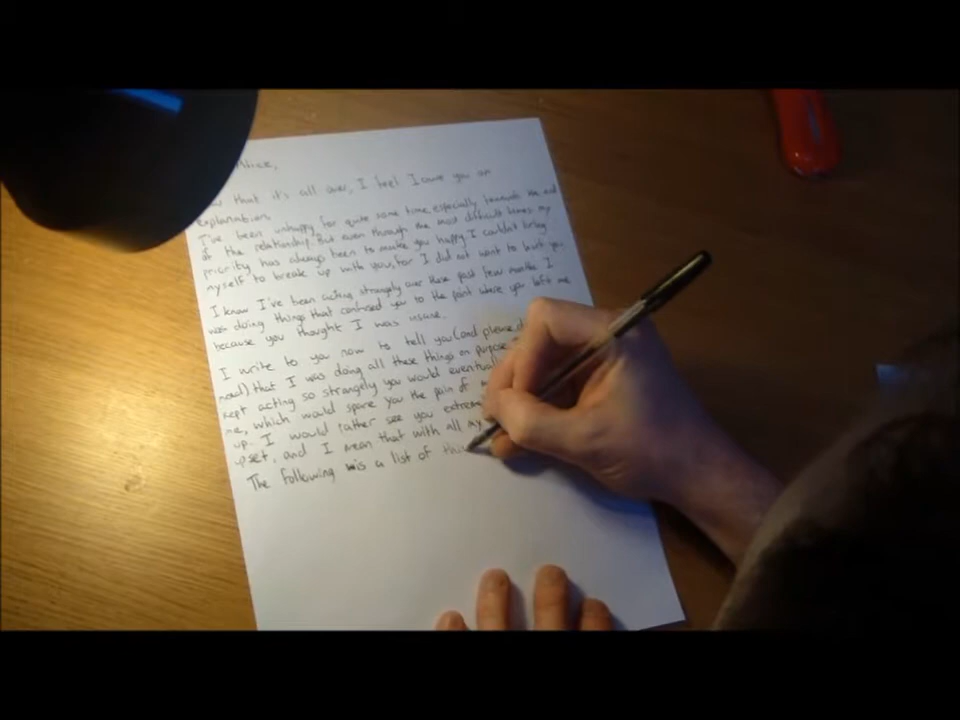 Alice,
that it's all over, I feel I owe you an
explanation.
I've been unhappy for quite some time, especially towards the end
of the relationship. But even through the most difficult times, my
priority has always been to make you happy. I couldn't bring
myself to break up with you, for I did not want to hurt you
I know I've been acting strangely over these past few months. I
was doing things that confused you to the point where you left me
because you thought I was insane.
I write to you now to tell you (and please
read) that I was doing all these things on purpose
kept acting so strangely you would eventually
me, which would spare you the pain of
up. I would rather see you
upset, and I mean that with all my
The following is a list of